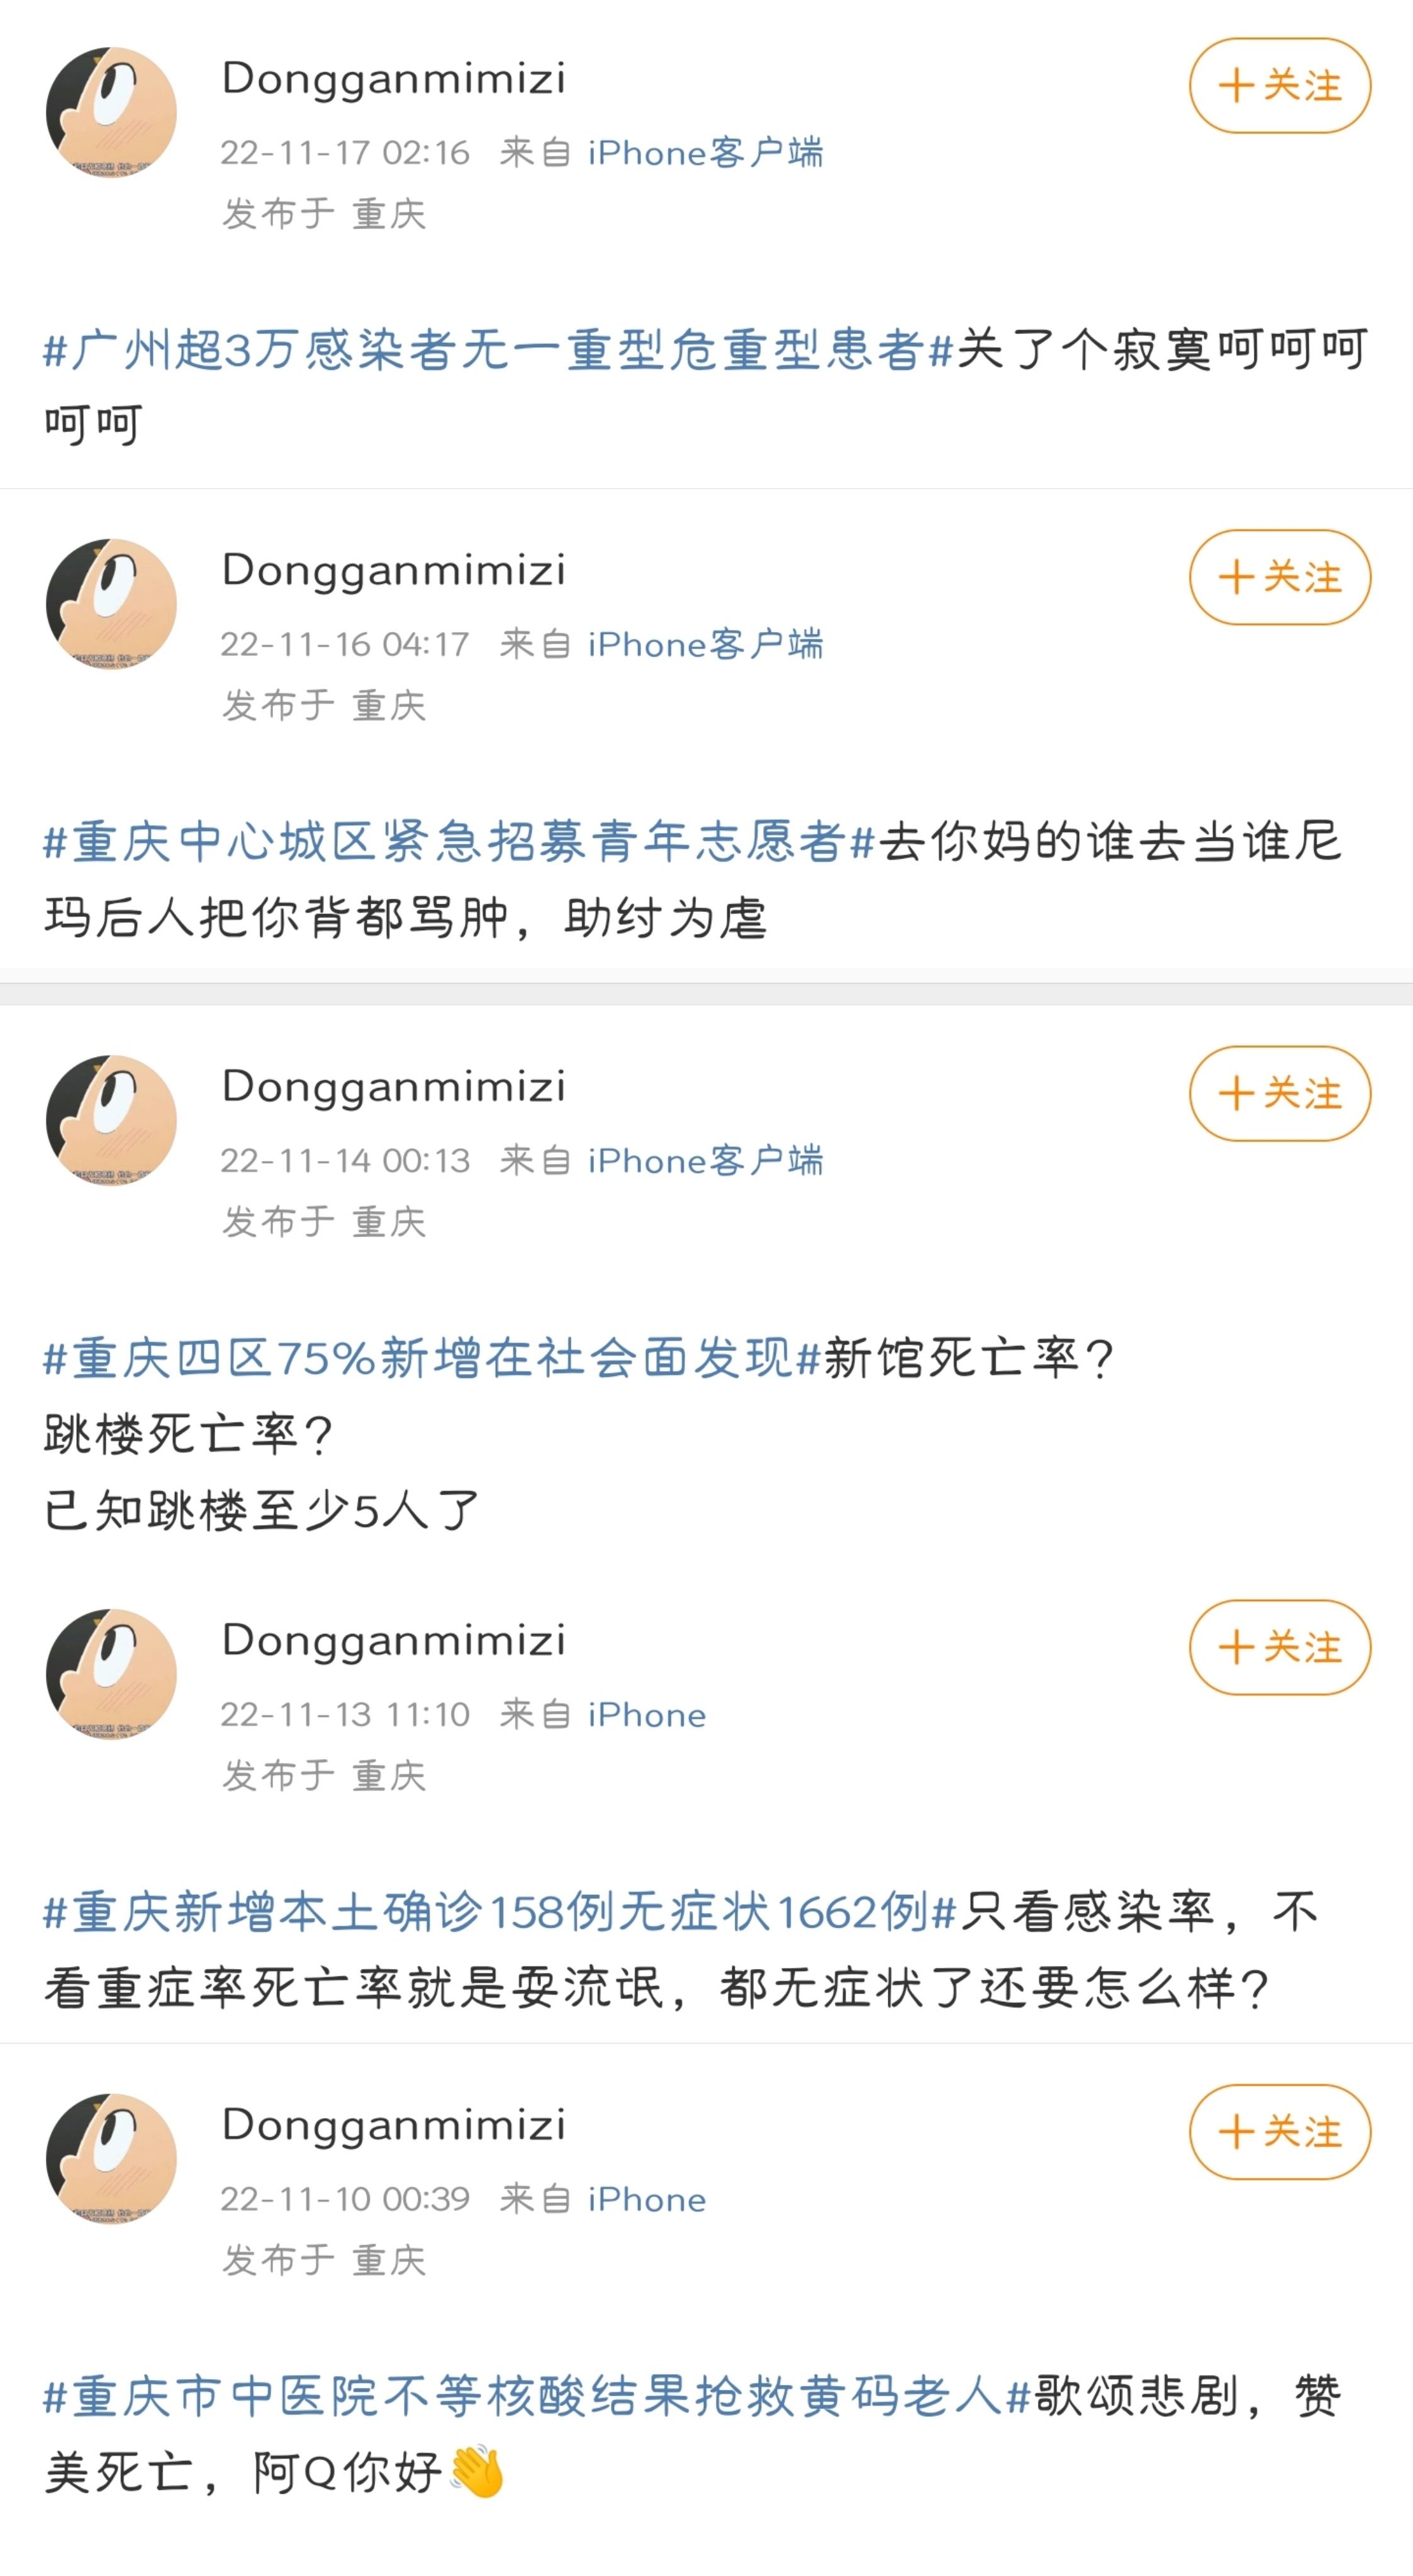 Dongganmimizi
+关注
22-11-17 02:16 来自 iPhone客户端
发布于 重庆
#广州超3万感染者无一重型危重型患者#关了个寂寞呵呵呵
呵呵
Dongganmimizi
+关注
22-11-16 04:17 来自 iPhone客户端
发布于 重庆
#重庆中心城区紧急招募青年志愿者#去你妈的谁去当谁尼
玛后人把你背都骂肿，助纣为虐
Dongganmimizi
+关注
22-11-14 00:13 来自 iPhone客户端
发布于 重庆
#重庆四区75%新增在社会面发现#新馆死亡率？
跳楼死亡率？
已知跳楼至少5人了
Dongganmimizi
+关注
22-11-13 11:10 来自 iPhone
发布于 重庆
#重庆新增本土确诊158例无症状1662例#只看感染率，不
看重症率死亡率就是耍流氓，都无症状了还要怎么样？
Dongganmimizi
+关注
22-11-10 00:39 来自 iPhone
发布于 重庆
#重庆市中医院不等核酸结果抢救黄码老人#歌颂悲剧，赞
美死亡，阿Q你好👋